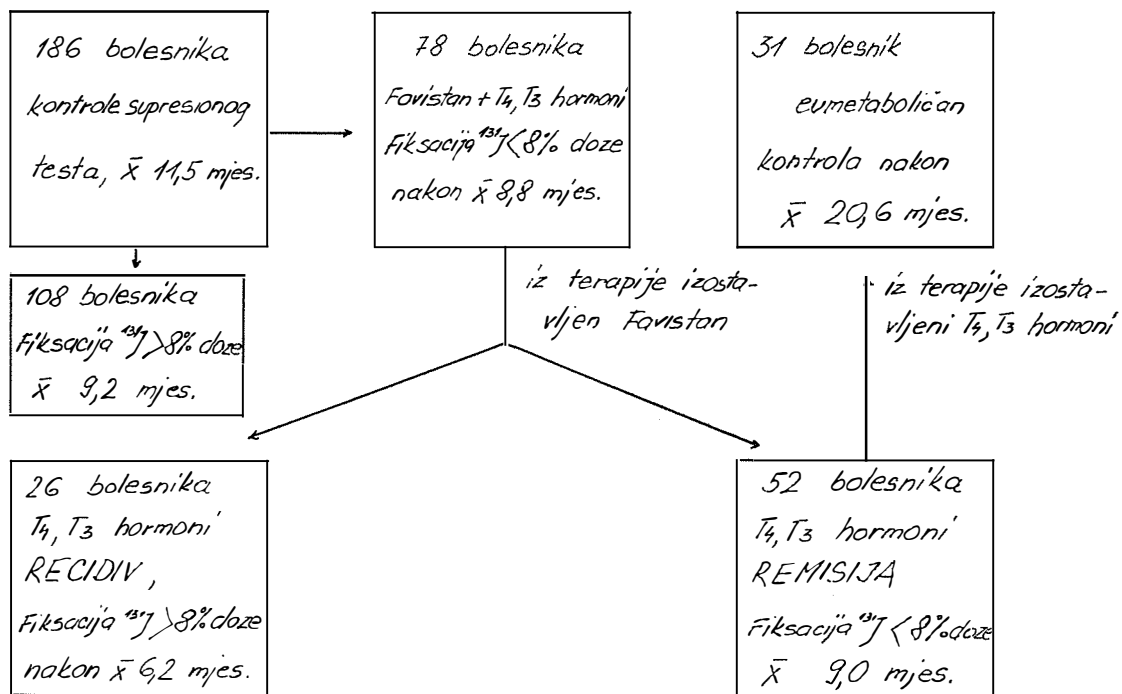 186 bolesnika
kontrole supresionog
testa, x̄ 11,5 mjes.
78 bolesnika
Favistan + T₄, T₃ hormoni
Fiksacija ¹³¹J < 8% doze
nakon x̄ 8,8 mjes.
31 bolesnik
eumetaboličan
kontrola nakon
x̄ 20,6 mjes.
108 bolesnika
Fiksacija ¹³¹J > 8% doze
x̄ 9,2 mjes.
iz terapije izosta-
vljen Favistan
iz terapije izosta-
vljeni T₄, T₃ hormoni
26 bolesnika
T₄, T₃ hormoni
RECIDIV,
Fiksacija ¹³¹J > 8% doze
nakon x̄ 6,2 mjes.
52 bolesnika
T₄, T₃ hormoni
REMISIJA
Fiksacija ¹³¹J < 8% doze
x̄ 9,0 mjes.